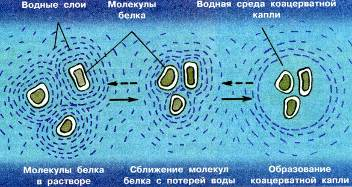 Водные слои
Молекулы
белка
Водная среда коацерватной
капли
Молекулы белка
в растворе
Сближение молекул
белка с потерей воды
Образование
коацерватной капли